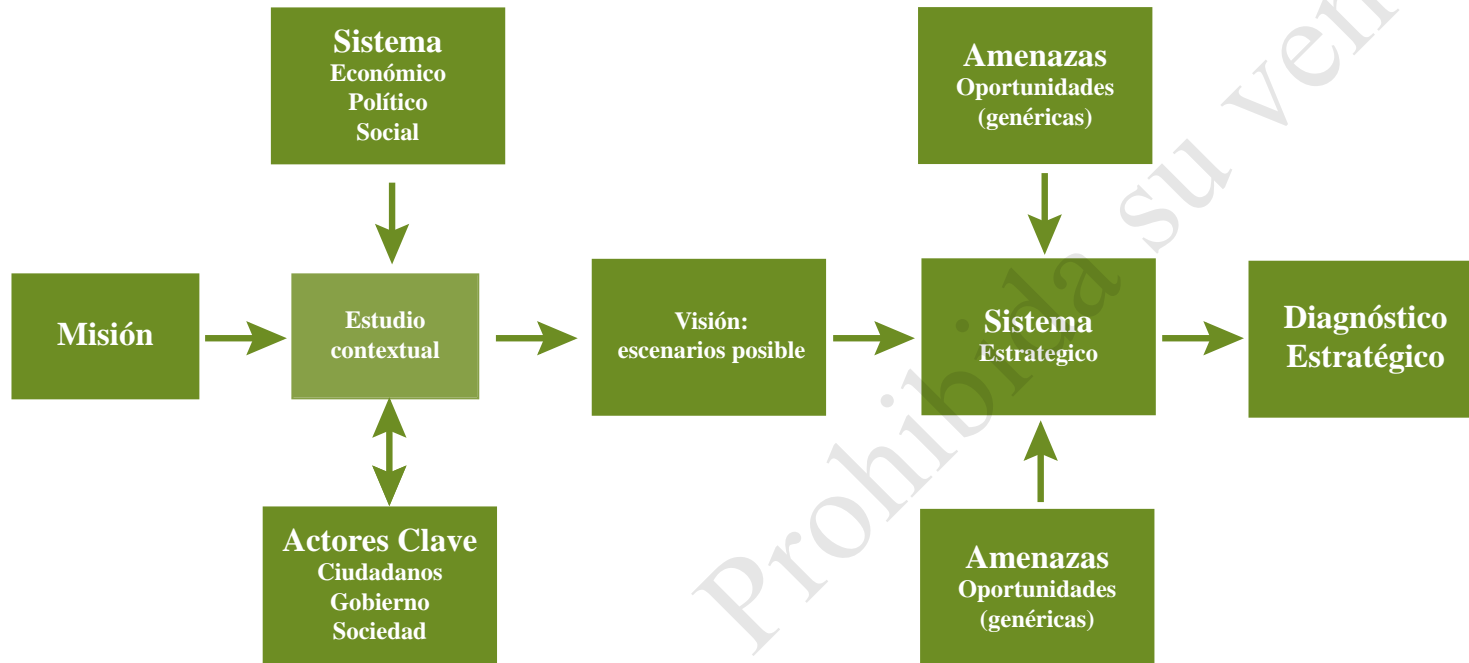 Sistema
Económico
Político
Social
Amenazas
Oportunidades
(genéricas)
Misión
Estudio
contextual
Visión:
escenarios posible
Sistema
Estrategico
Diagnóstico
Estratégico
Actores Clave
Ciudadanos
Gobierno
Sociedad
Amenazas
Oportunidades
(genéricas)
Prohibida su ven